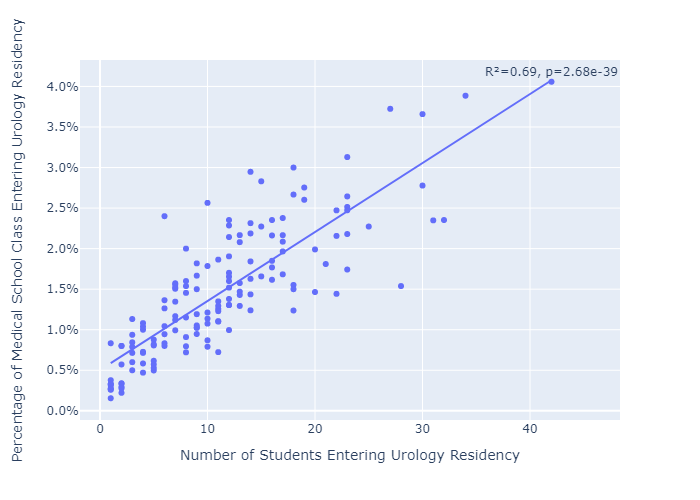 Percentage of Medical School Class Entering Urology Residency
R²=0.69, p=2.68e-39
4.0%
3.5%
3.0%
2.5%
2.0%
1.5%
1.0%
0.5%
0.0%
0 10 20 30 40
Number of Students Entering Urology Residency